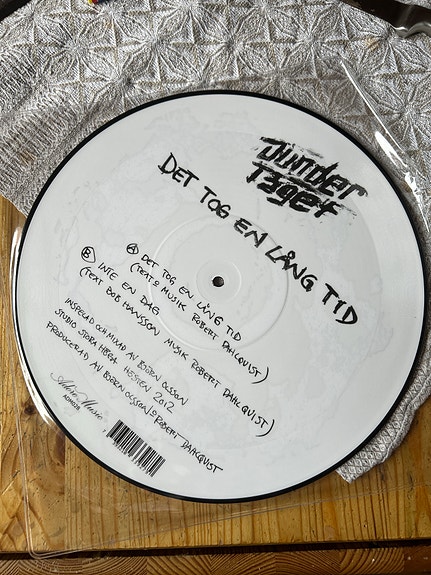 Dunder
Tåget
DET TOG EN LÅNG TID
Ⓐ DET TOG EN LÅNG TID
(TEXT & MUSIK ROBERT DAHLQVIST)
Ⓑ INTE EN DAG
(TEXT BOB HANSSON MUSIK ROBERT DAHLQVIST)
INSPELAD OCH MIXAD AV BJÖRN OLSSON
STUDIO STORA HÄGA HÖSTEN 2012
PRODUCERAD AV BJÖRN OLSSON & ROBERT DAHLQVIST
Music